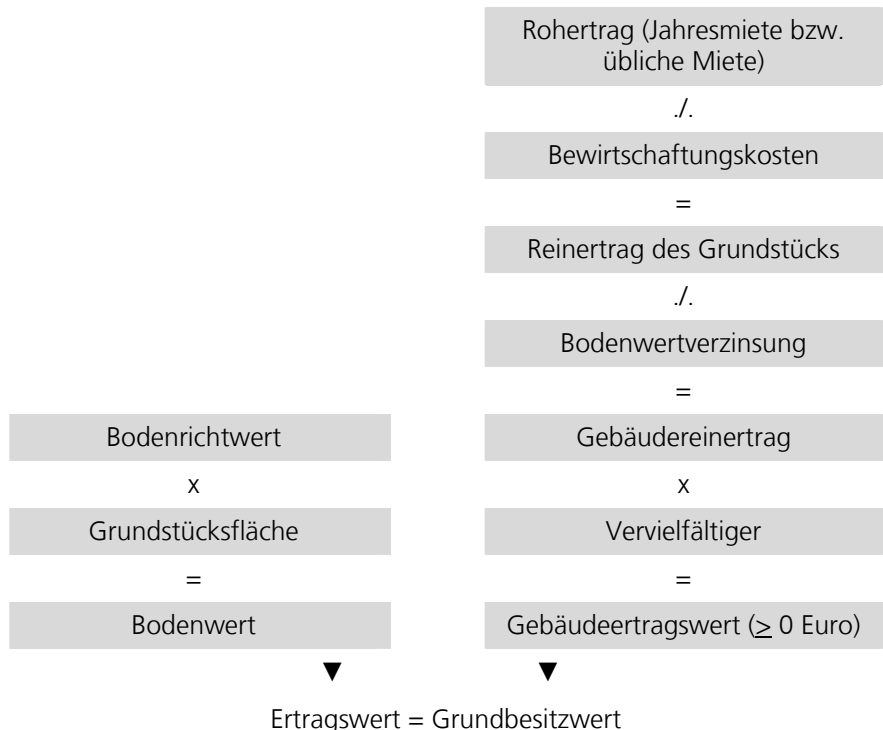 Rohertrag (Jahresmiete bzw.
übliche Miete)
./.
Bewirtschaftungskosten
=
Reinertrag des Grundstücks
./.
Bodenwertverzinsung
=
Bodenrichtwert
Gebäudereinertrag
x
x
Grundstücksfläche
Vervielfältiger
=
=
Bodenwert
Gebäudeertragswert (≥ 0 Euro)
▼
▼
Ertragswert = Grundbesitzwert